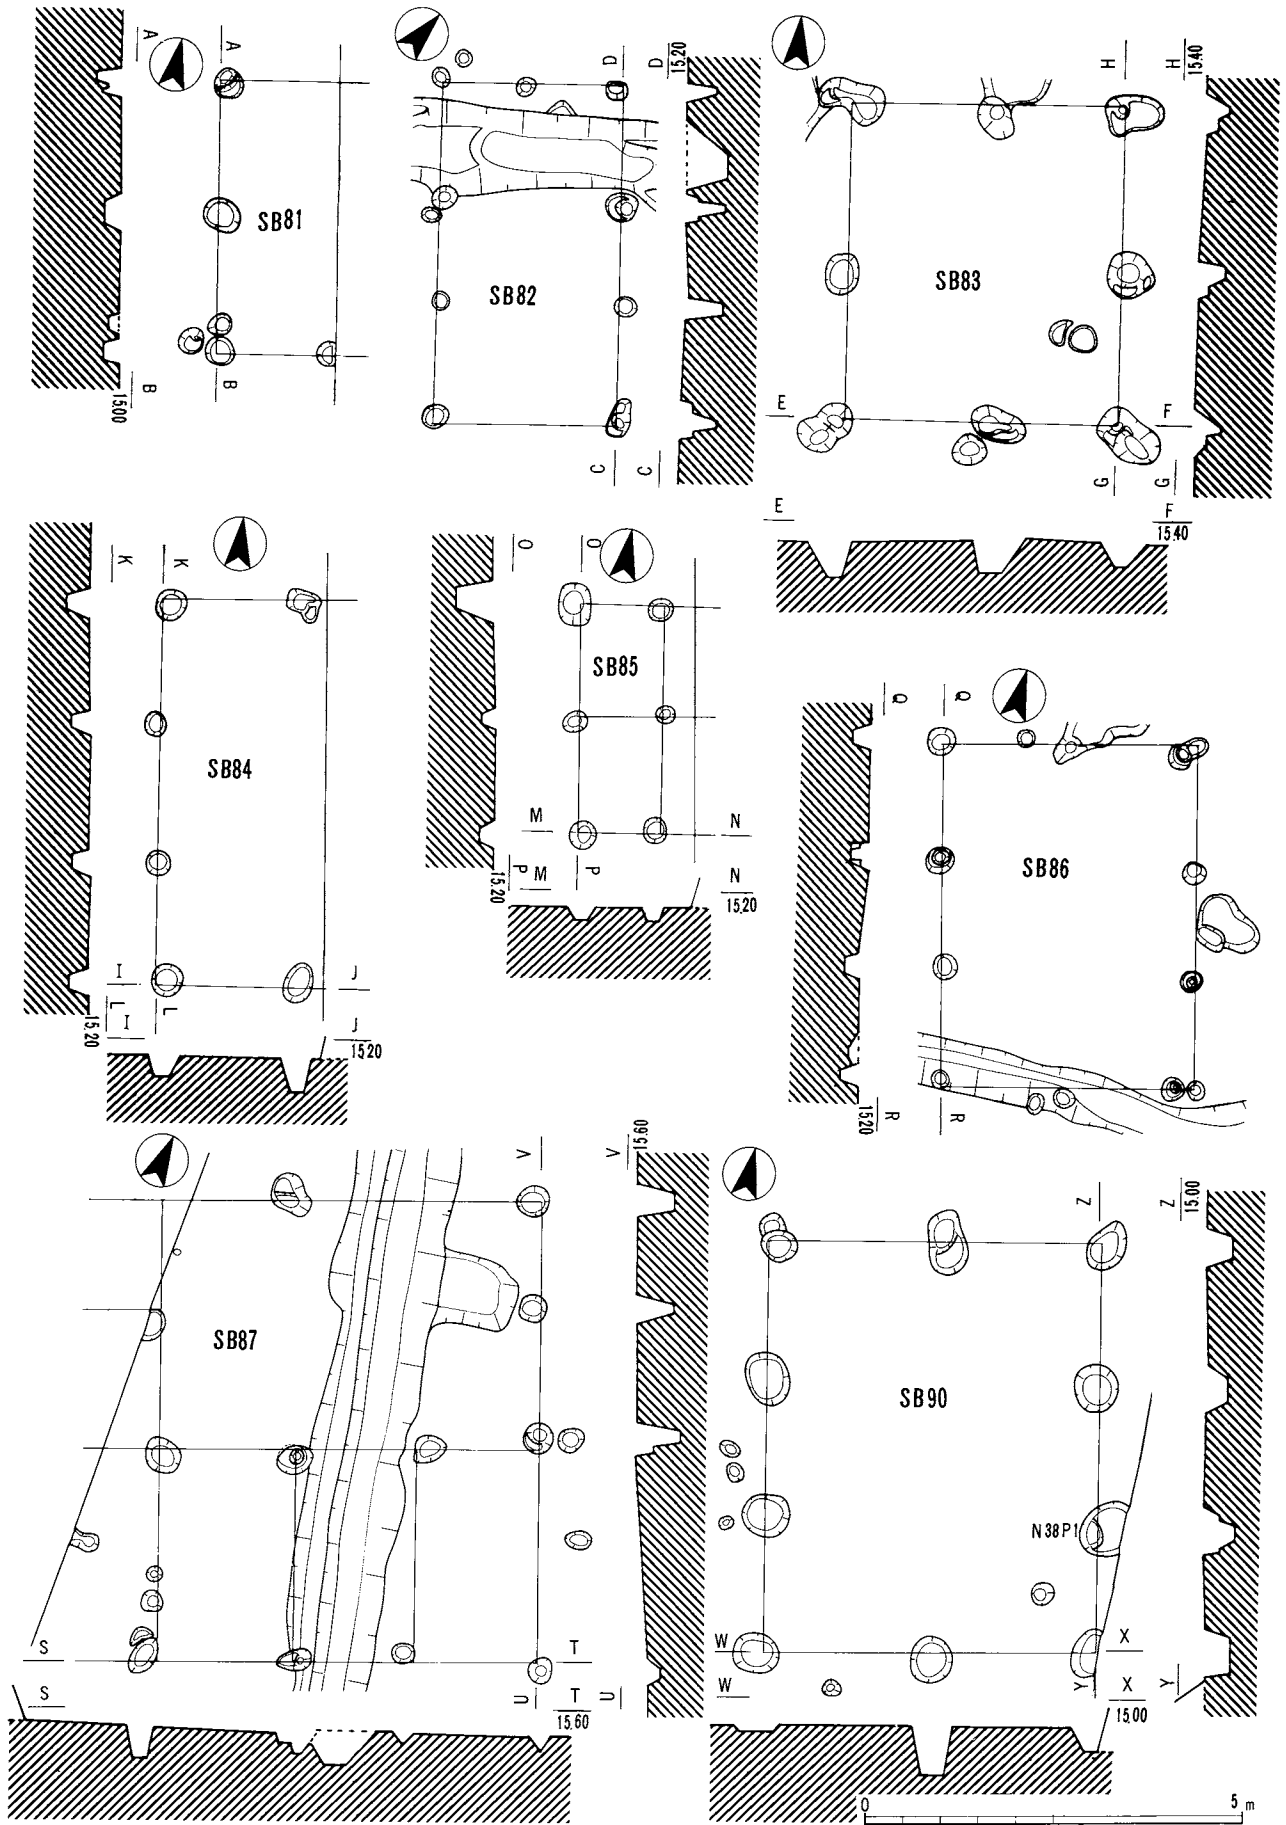 A
A
SB81
B
B
15.00
D
D
15.20
SB82
C
C
H
H
15.40
SB83
E
F
G
G
E
F
15.40
K
K
SB84
I
J
L
L
I
J
15.20
15.20
O
O
SB85
M
N
P
P
M
N
15.20
15.20
Q
Q
SB86
R
R
15.20
V
V
15.60
SB87
S
T
U
U
S
T
15.60
Z
Z
15.00
SB90
N38P1
W
X
Y
Y
W
X
15.00
0
5 m